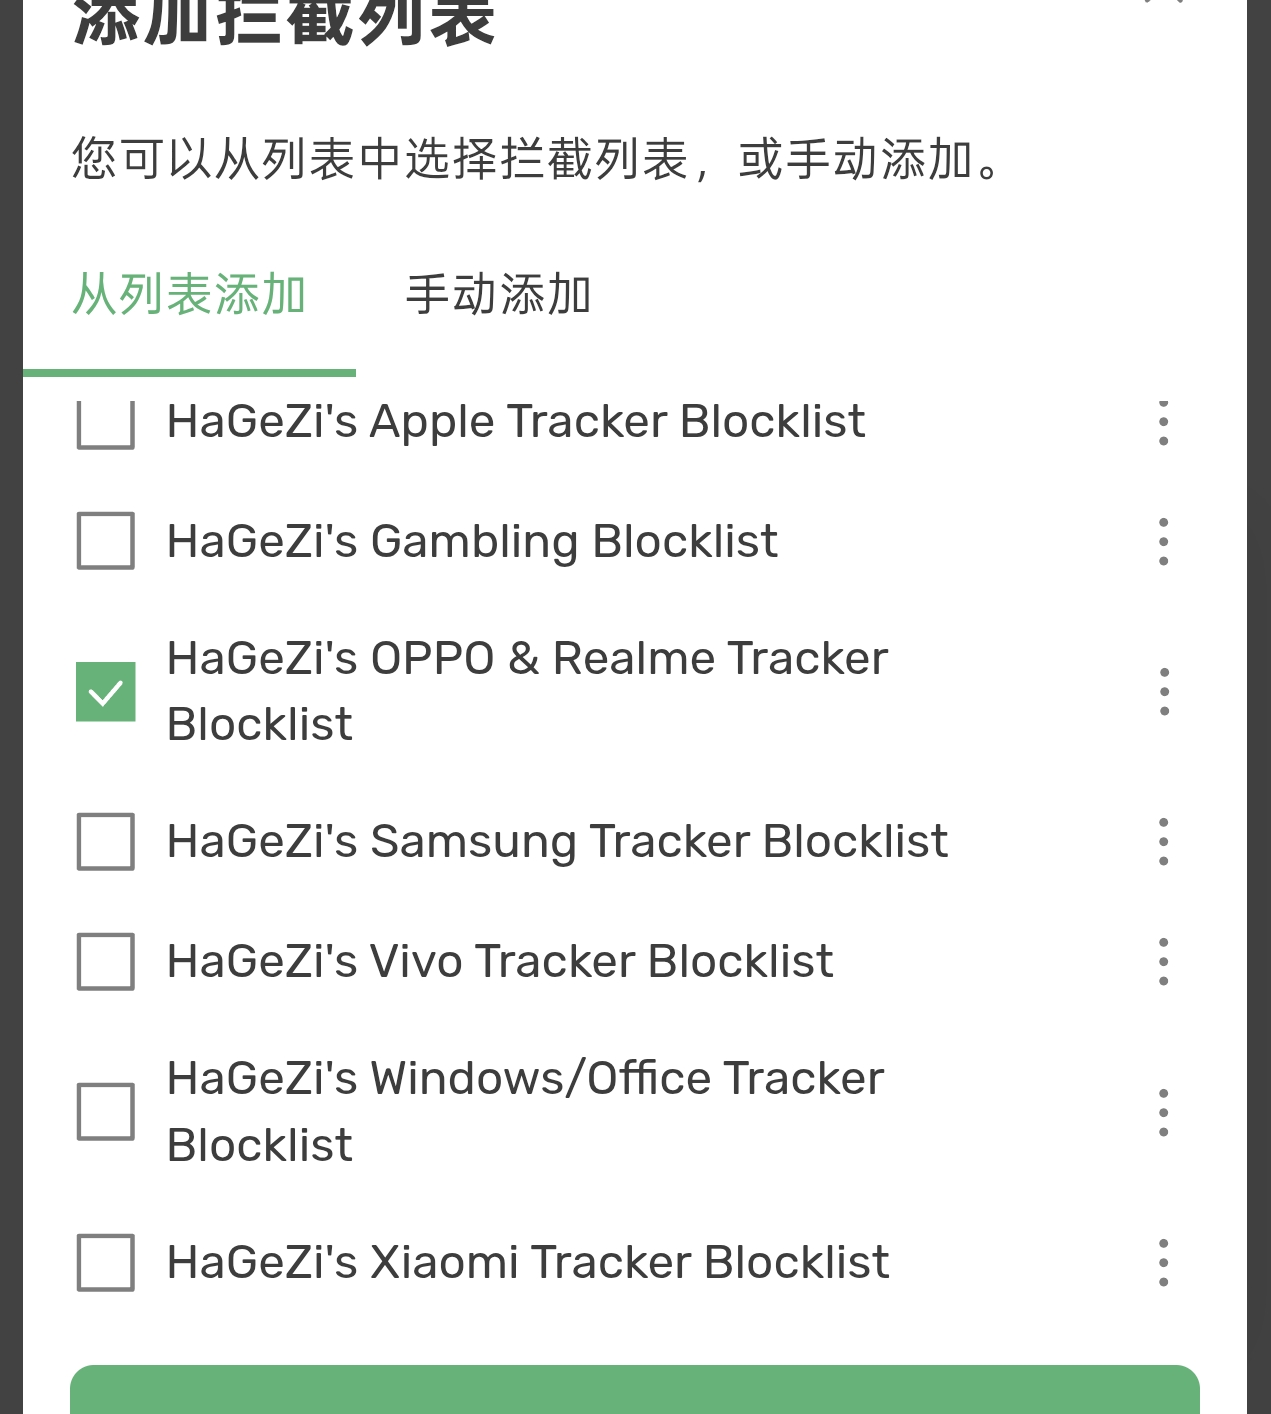 添加拦截列表
您可以从列表中选择拦截列表，或手动添加。
从列表添加
手动添加
HaGeZi's Apple Tracker Blocklist
HaGeZi's Gambling Blocklist
HaGeZi's OPPO & Realme Tracker
Blocklist
HaGeZi's Samsung Tracker Blocklist
HaGeZi's Vivo Tracker Blocklist
HaGeZi's Windows/Office Tracker
Blocklist
HaGeZi's Xiaomi Tracker Blocklist